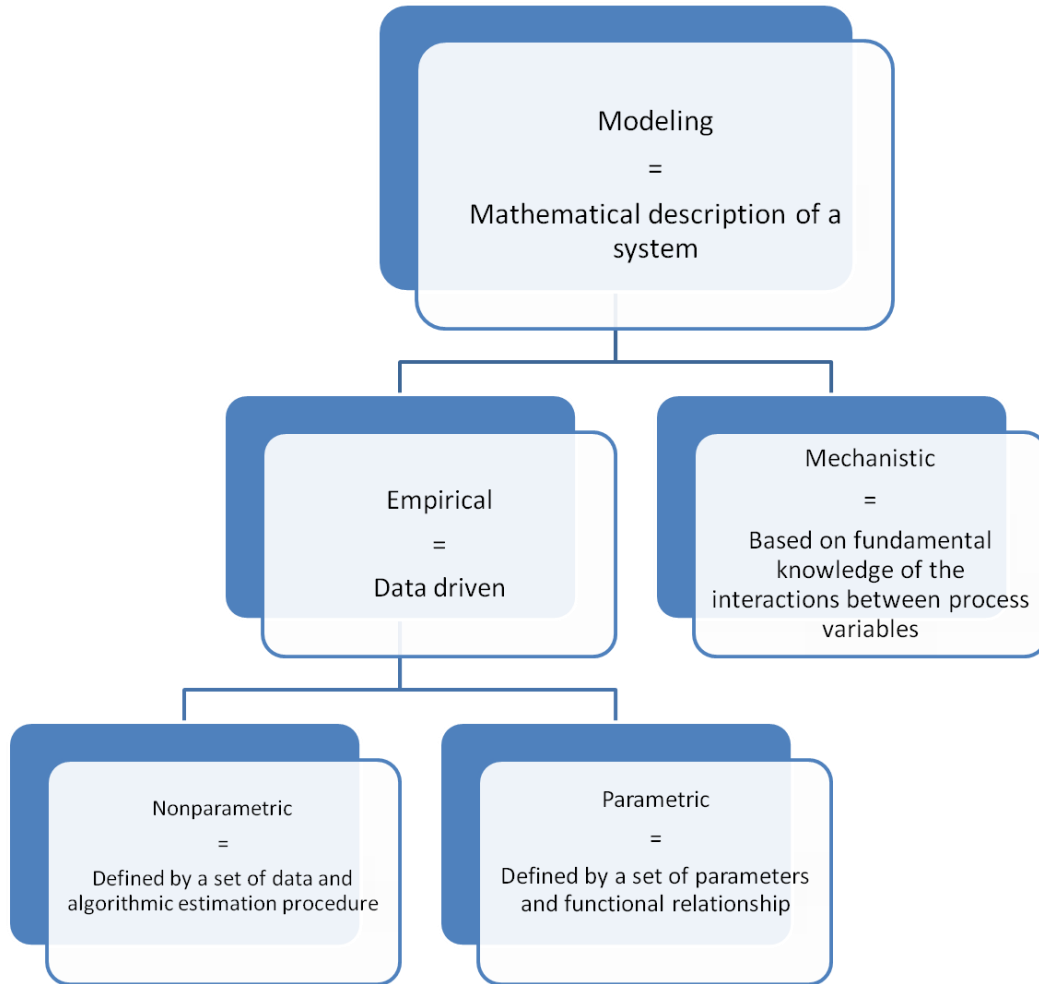 Modeling
=
Mathematical description of a
system
Empirical
=
Data driven
Mechanistic
=
Based on fundamental
knowledge of the
interactions between process
variables
Nonparametric
=
Defined by a set of data and
algorithmic estimation procedure
Parametric
=
Defined by a set of parameters
and functional relationship